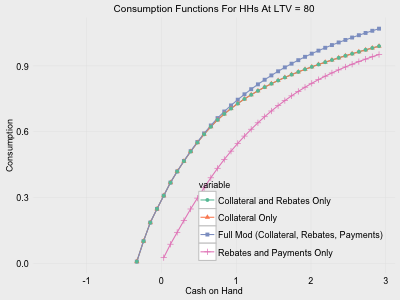 Consumption Functions For HHs At LTV = 80
Consumption
0.9
0.6
0.3
0.0
variable
Collateral and Rebates Only
Collateral Only
Full Mod (Collateral, Rebates, Payments)
Rebates and Payments Only
-1 0 1 2 3
Cash on Hand